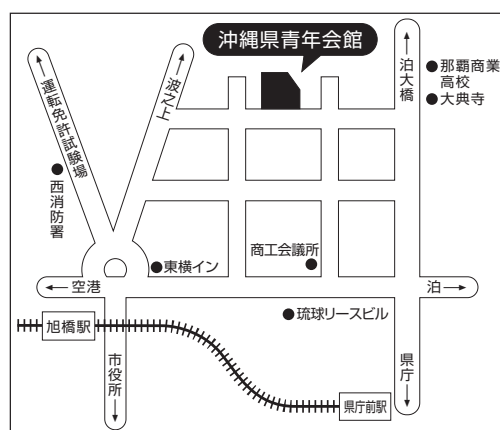 沖縄県青年会館
泊大橋
那覇商業
高校
大典寺
波之上
運転免許試験場
西消防署
商工会議所
東横イン
空港
泊
琉球リースビル
旭橋駅
市役所
県庁
県庁前駅